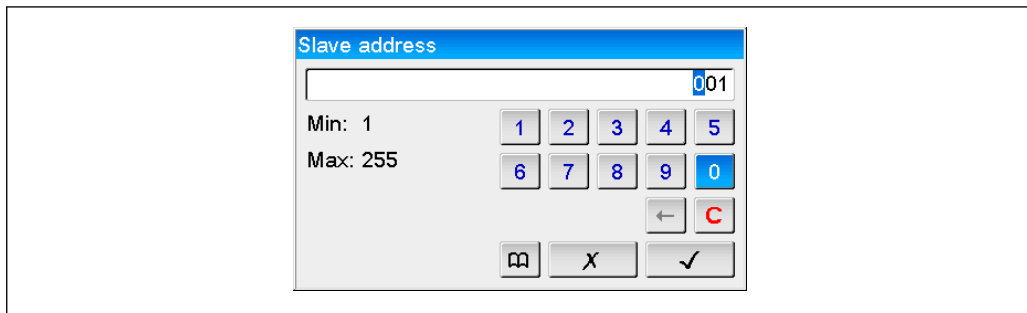 Slave address
001
Min: 1
Max: 255
1 2 3 4 5
6 7 8 9 0
← C
✗ ✓